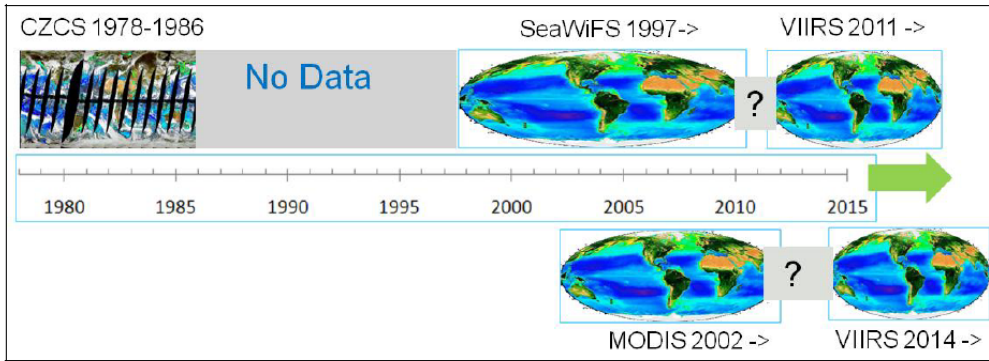 CZCS 1978-1986
SeaWiFS 1997->
VIIRS 2011 ->
No Data
?
1980 1985 1990 1995 2000 2005 2010 2015
?
MODIS 2002 ->
VIIRS 2014 ->